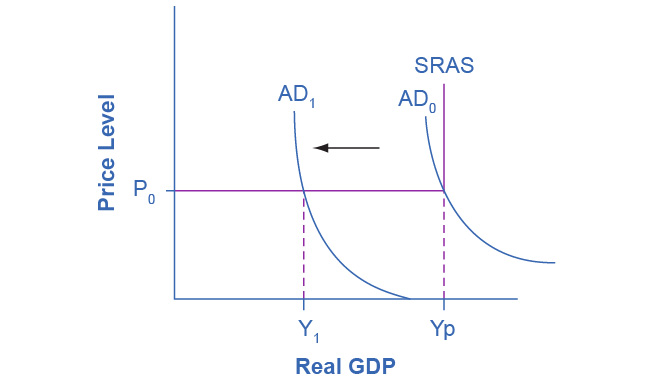 SRAS
AD1
AD0
Price Level
P0
Y1
Yp
Real GDP